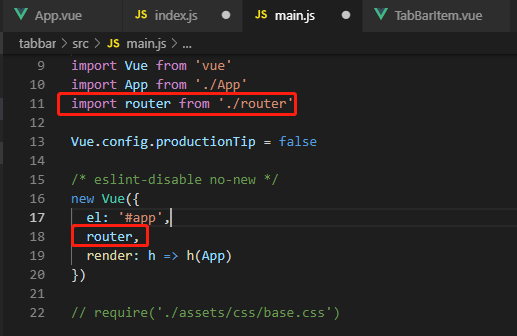 App.vue JS index.js JS main.js TabBarItem.vue
tabbar > src > JS main.js > ...
9 import Vue from 'vue'
10 import App from './App'
11 import router from './router'
12
13 Vue.config.productionTip = false
14
15 /* eslint-disable no-new */
16 new Vue({
17 el: '#app',
18 router,
19 render: h => h(App)
20 })
21
22 // require('./assets/css/base.css')